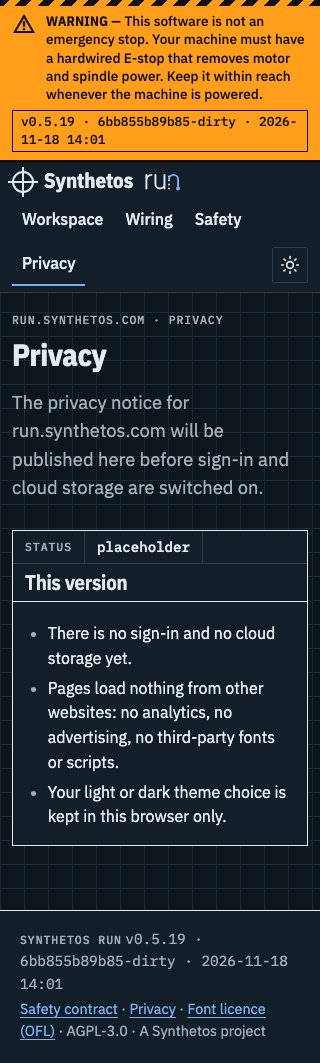 WARNING — This software is not an
emergency stop. Your machine must have
a hardwired E-stop that removes motor
and spindle power. Keep it within reach
whenever the machine is powered.
v0.5.19 · 6bb855b89b85-dirty · 2026-
11-18 14:01
Synthetos run
Workspace Wiring Safety
Privacy
RUN.SYNTHETOS.COM · PRIVACY
Privacy
The privacy notice for
run.synthetos.com will be
published here before sign-in and
cloud storage are switched on.
STATUS placeholder
This version
• There is no sign-in and no cloud
storage yet.
• Pages load nothing from other
websites: no analytics, no
advertising, no third-party fonts
or scripts.
• Your light or dark theme choice is
kept in this browser only.
SYNTHETOS RUN v0.5.19 ·
6bb855b89b85-dirty · 2026-11-18
14:01
Safety contract · Privacy · Font licence
(OFL) · AGPL-3.0 · A Synthetos project